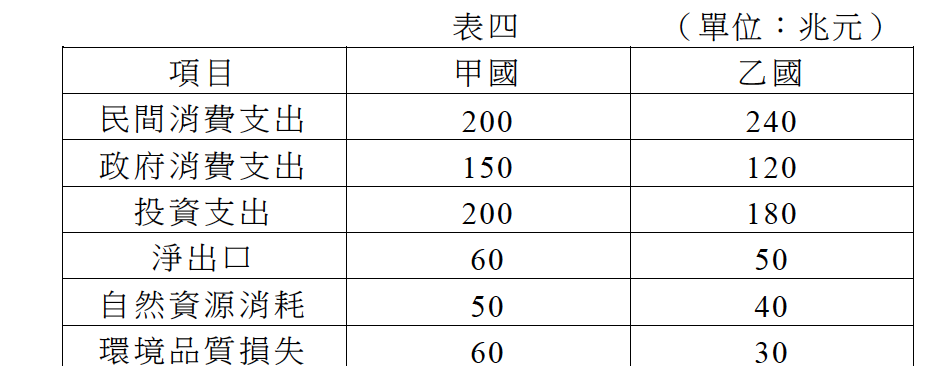 表四 （單位：兆元）
項目 甲國 乙國
民間消費支出 200 240
政府消費支出 150 120
投資支出 200 180
淨出口 60 50
自然資源消耗 50 40
環境品質損失 60 30